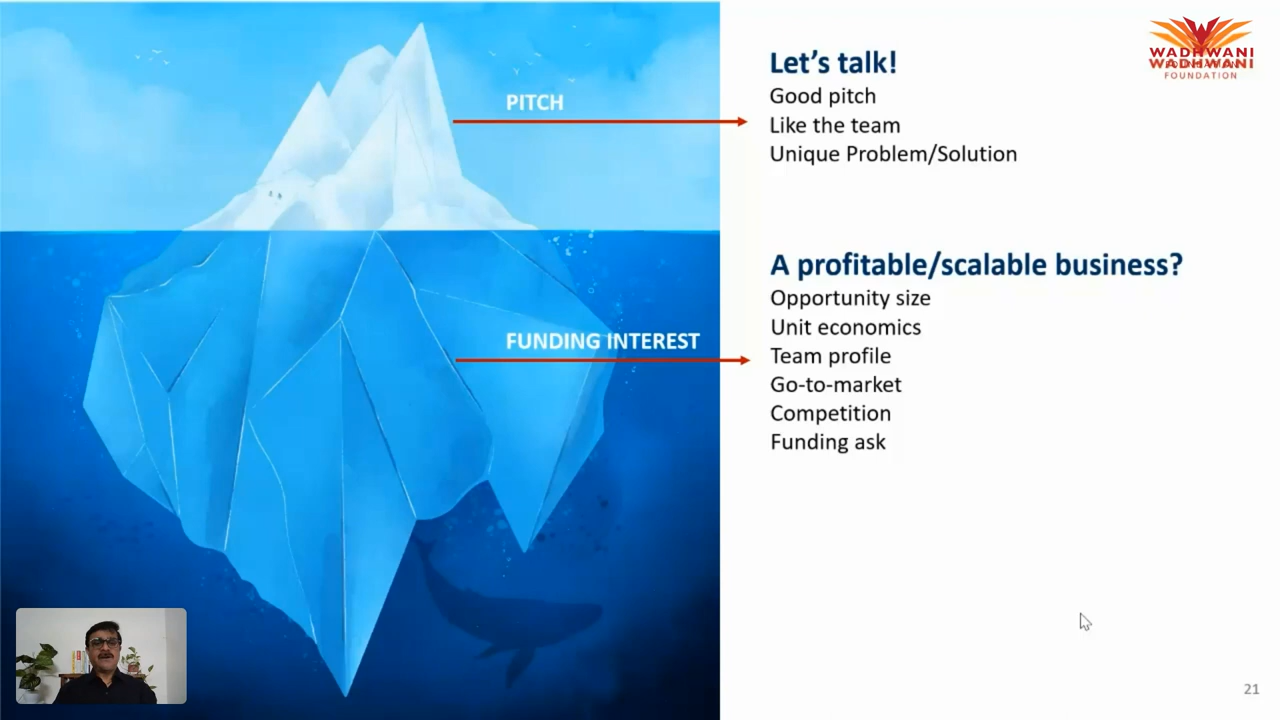 PITCH
FUNDING INTEREST
Let's talk!
Good pitch
Like the team
Unique Problem/Solution
A profitable/scalable business?
Opportunity size
Unit economics
Team profile
Go-to-market
Competition
Funding ask
WADHWANI
WADHWANI
FOUNDATION
21